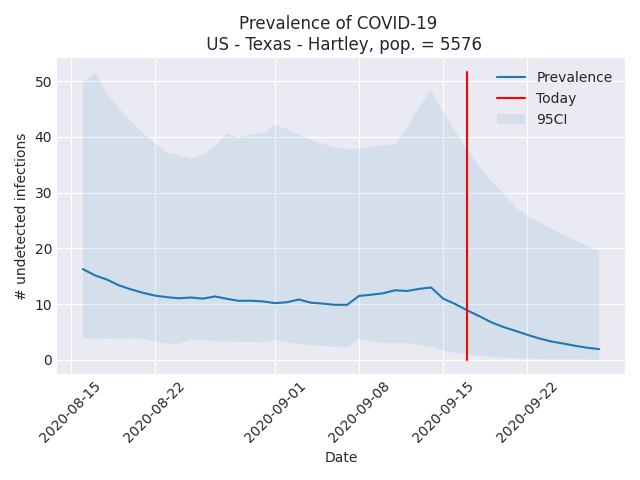 Prevalence of COVID-19
US - Texas - Hartley, pop. = 5576
Prevalence
Today
95CI
# undetected infections
50
40
30
20
10
0
2020-08-15
2020-08-22
2020-09-01
2020-09-08
2020-09-15
2020-09-22
Date